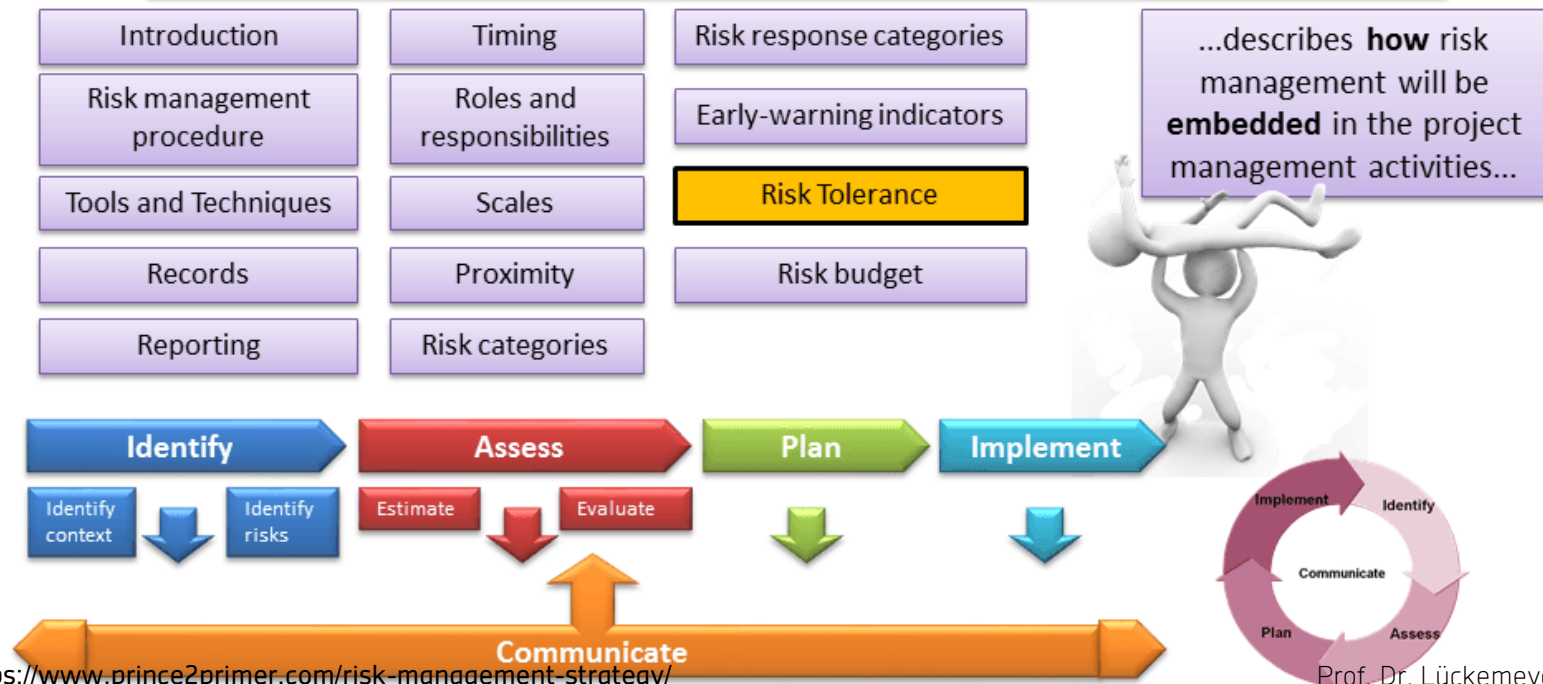 Introduction
Timing
Risk response categories
Risk management
procedure
Roles and
responsibilities
Early-warning indicators
Tools and Techniques
Scales
Risk Tolerance
Records
Proximity
Risk budget
Reporting
Risk categories
...describes how risk
management will be
embedded in the project
management activities...
Identify
Assess
Plan
Implement
Identify
context
Identify
risks
Estimate
Evaluate
Communicate
Implement
Identify
Communicate
Plan
Assess
ps://www.prince2primer.com/risk-management-strategy/
Prof. Dr. Lückemeye